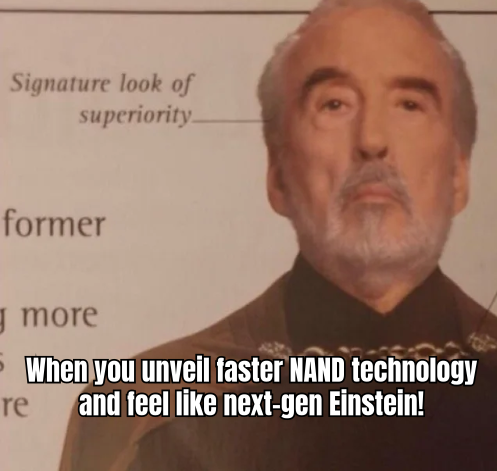 Signature look of
superiority
former
more
re
When you unveil faster NAND technology
and feel like next-gen Einstein!